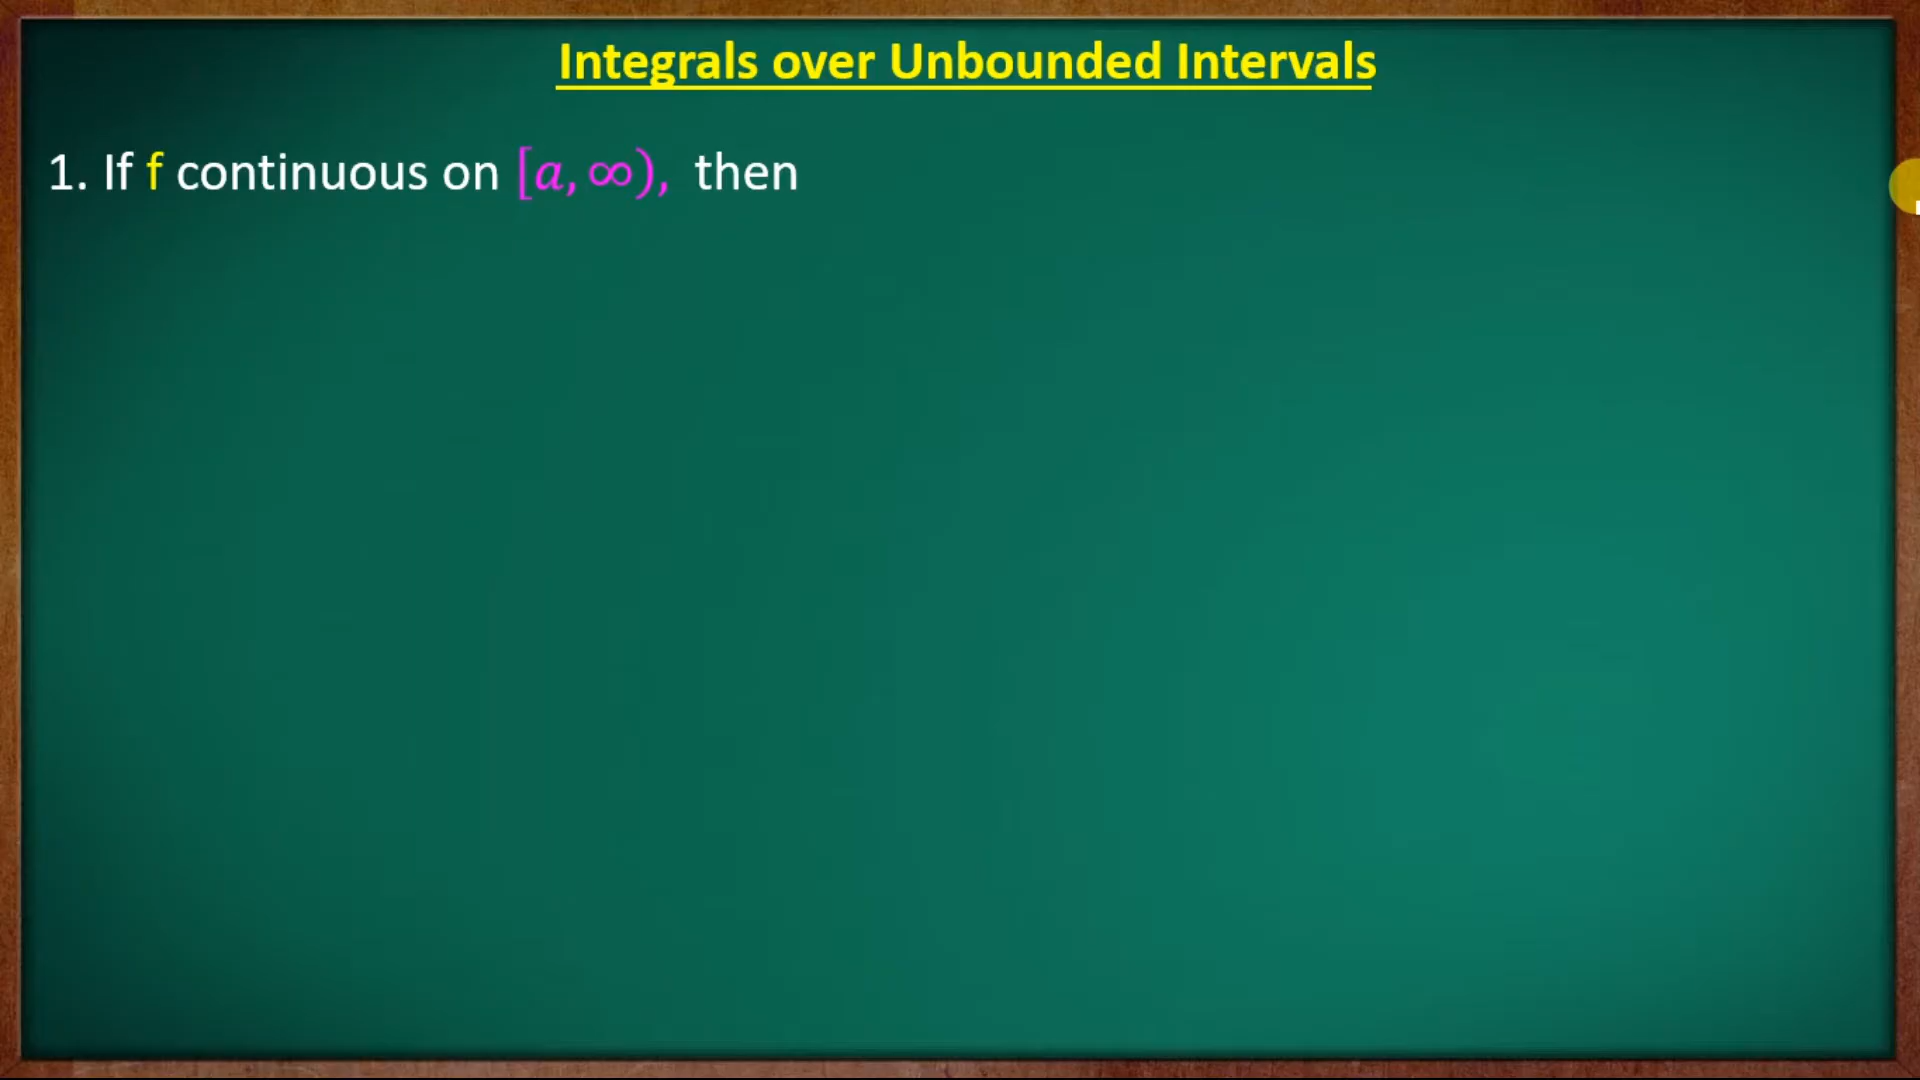 Integrals over Unbounded Intervals
1. If f continuous on [a, ∞), then